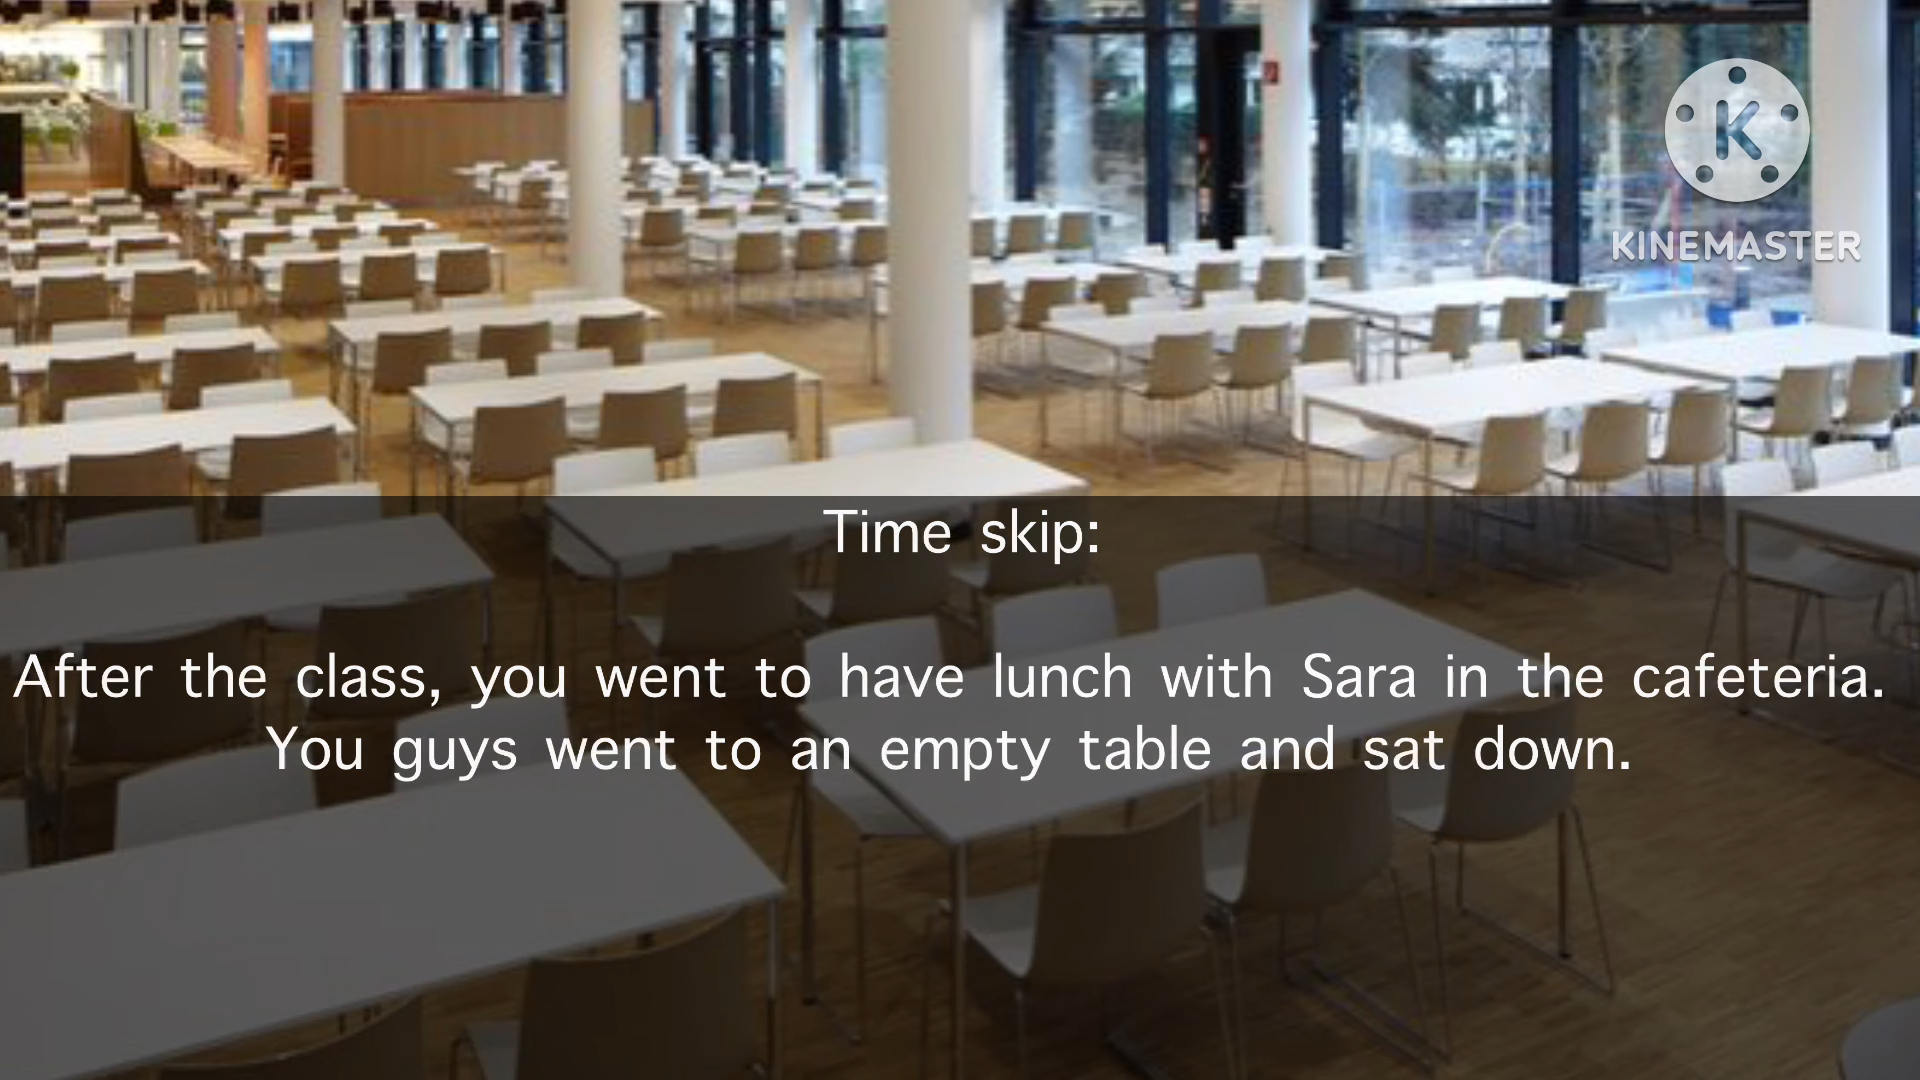 K
KINEMASTER
Time skip:
After the class, you went to have lunch with Sara in the cafeteria.
You guys went to an empty table and sat down.